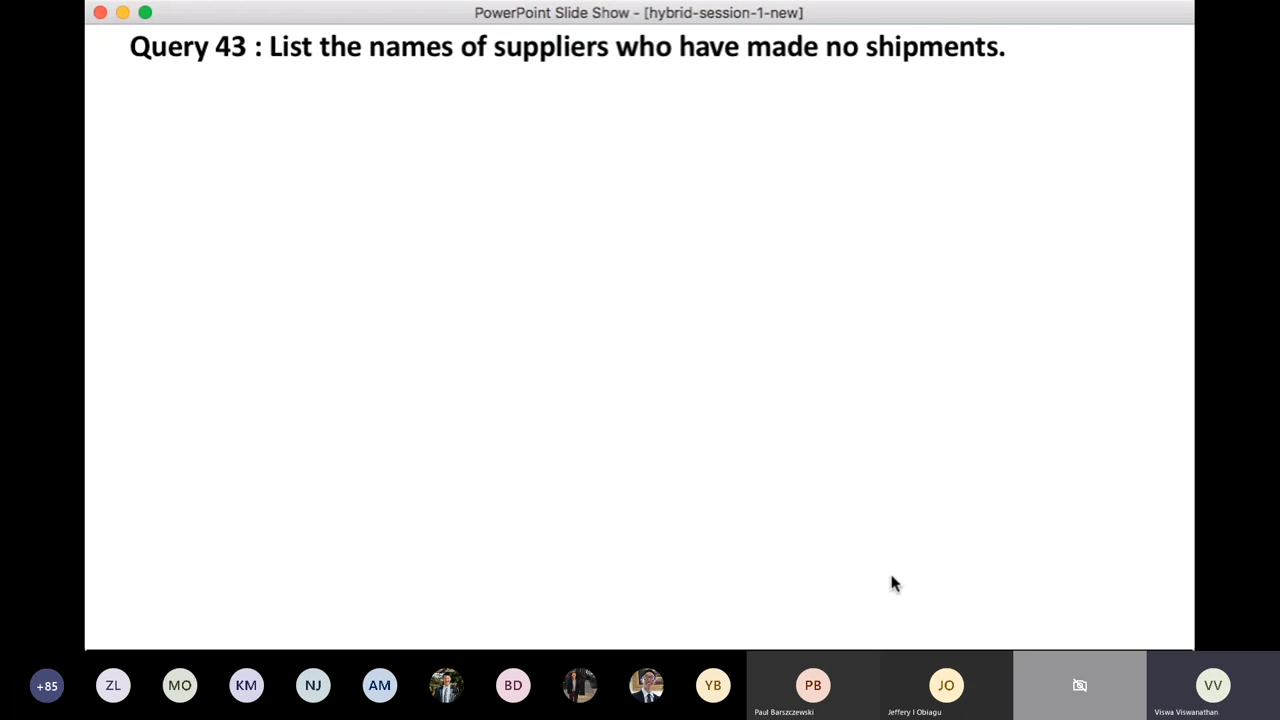 PowerPoint Slide Show - [hybrid-session-1-new]
Query 43 : List the names of suppliers who have made no shipments.
+85
ZL
MO
KM
NJ
AM
BD
YB
PB
JO
VV
Paul Barszczewski
Jeffery I Obiagu
Viswa Viswanathan